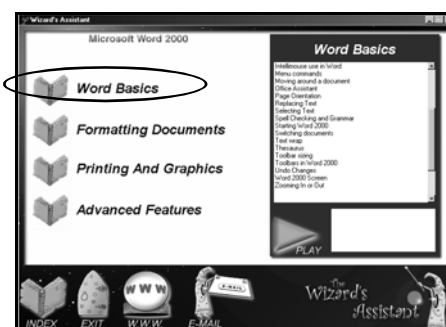 Wizard's Assistant
Microsoft Word 2000
Word Basics
Formatting Documents
Printing And Graphics
Advanced Features
Word Basics
Intellimouse use in Word
Menu commands
Moving around a document
Office Assistant
Page Orientation
Replacing Text
Selecting Text
Spell Checking and Grammar
Starting Word 2000
Switching documents
Text wrap
Thesaurus
Toolbar sizing
Toolbars in Word 2000
Undo Changes
Word 2000 Screen
Zooming In or Out
PLAY
WWW
E-MAIL
The
Wizard's
Assistant
INDEX
EXIT
W.W.W.
E-MAIL